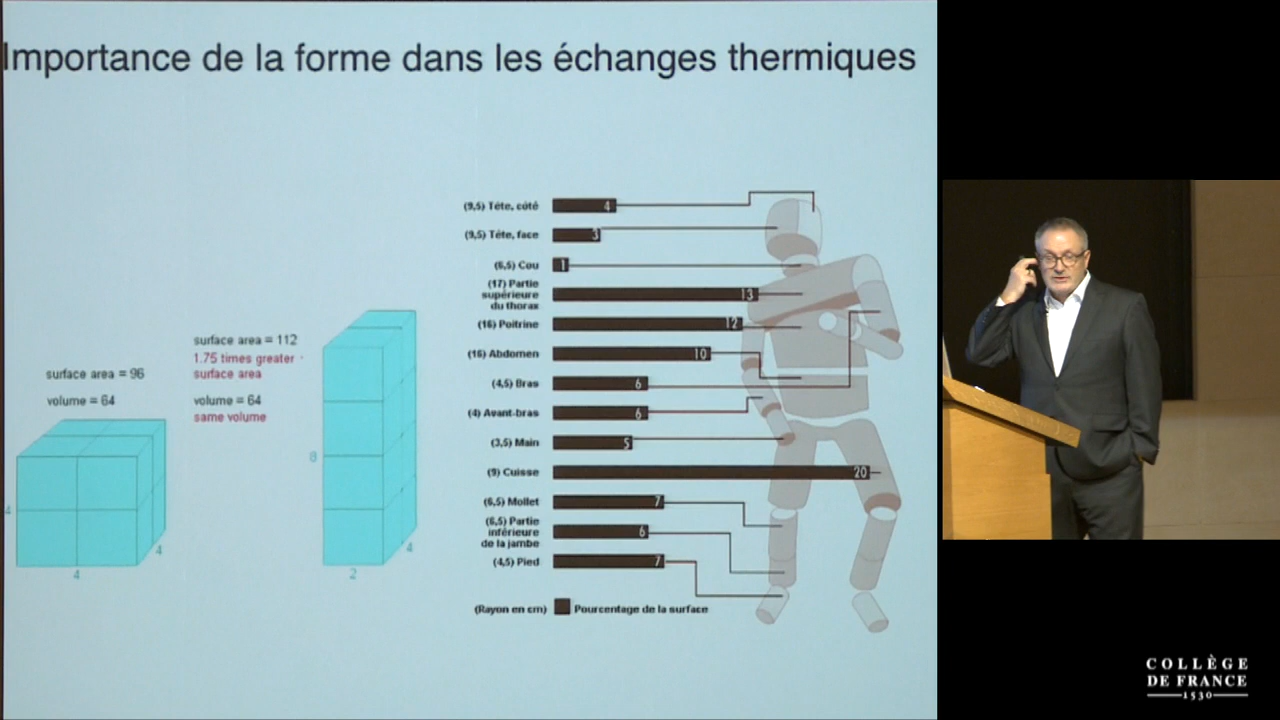 Importance de la forme dans les échanges thermiques
surface area = 96
volume = 64
4
4
4
surface area = 112
1.75 times greater
surface area
volume = 64
same volume
8
4
2
(9,5) Tête, côté 4
(9,5) Tête, face 3
(6,5) Cou 1
(17) Partie
supérieure
du thorax 13
(16) Poitrine 12
(16) Abdomen 10
(4,5) Bras 6
(4) Avant-bras 6
(3,5) Main 5
(9) Cuisse 20
(6,5) Mollet 7
(6,5) Partie
inférieure
de la jambe 6
(4,5) Pied 7
(Rayon en cm) Pourcentage de la surface
COLLÈGE
DE FRANCE
1530